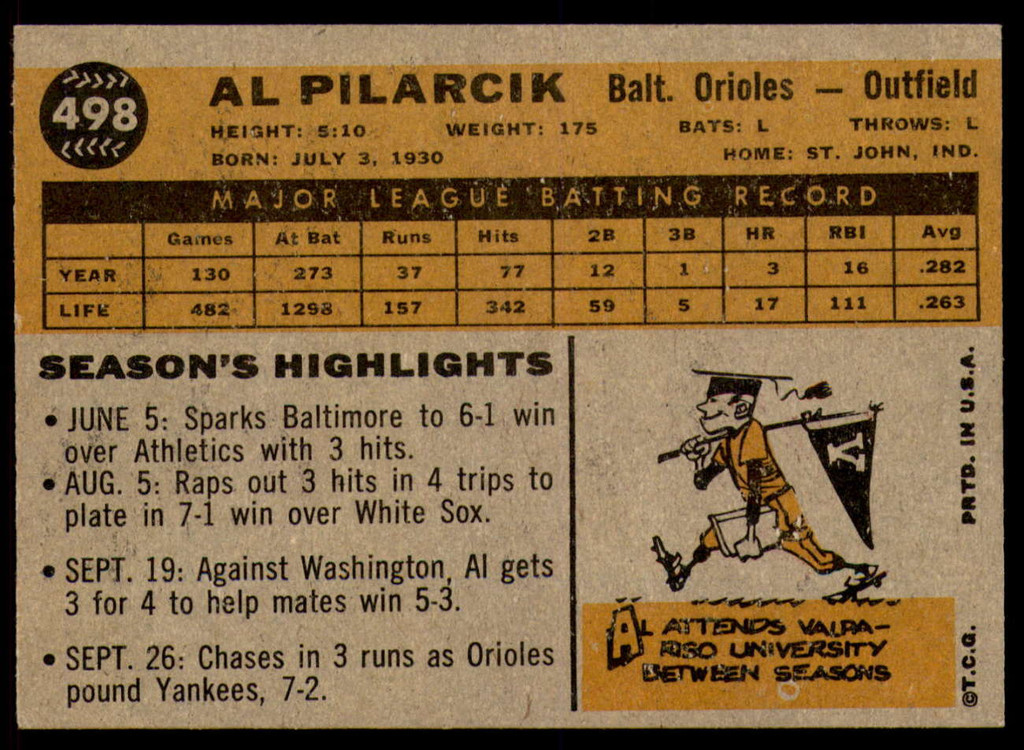 498
AL PILARCIK Balt. Orioles — Outfield
HEIGHT: 5:10 WEIGHT: 175 BATS: L THROWS: L
BORN: JULY 3, 1930 HOME: ST. JOHN, IND.
MAJOR LEAGUE BATTING RECORD
Games At Bat Runs Hits 2B 3B HR RBI Avg
YEAR 130 273 37 77 12 1 3 16 .282
LIFE 482 1298 157 342 59 5 17 111 .263
SEASON'S HIGHLIGHTS
• JUNE 5: Sparks Baltimore to 6-1 win
over Athletics with 3 hits.
• AUG. 5: Raps out 3 hits in 4 trips to
plate in 7-1 win over White Sox.
• SEPT. 19: Against Washington, Al gets
3 for 4 to help mates win 5-3.
• SEPT. 26: Chases in 3 runs as Orioles
pound Yankees, 7-2.
V
AL ATTENDS VALPA-
RISO UNIVERSITY
BETWEEN SEASONS
PRTD. IN U.S.A.
©T.C.G.